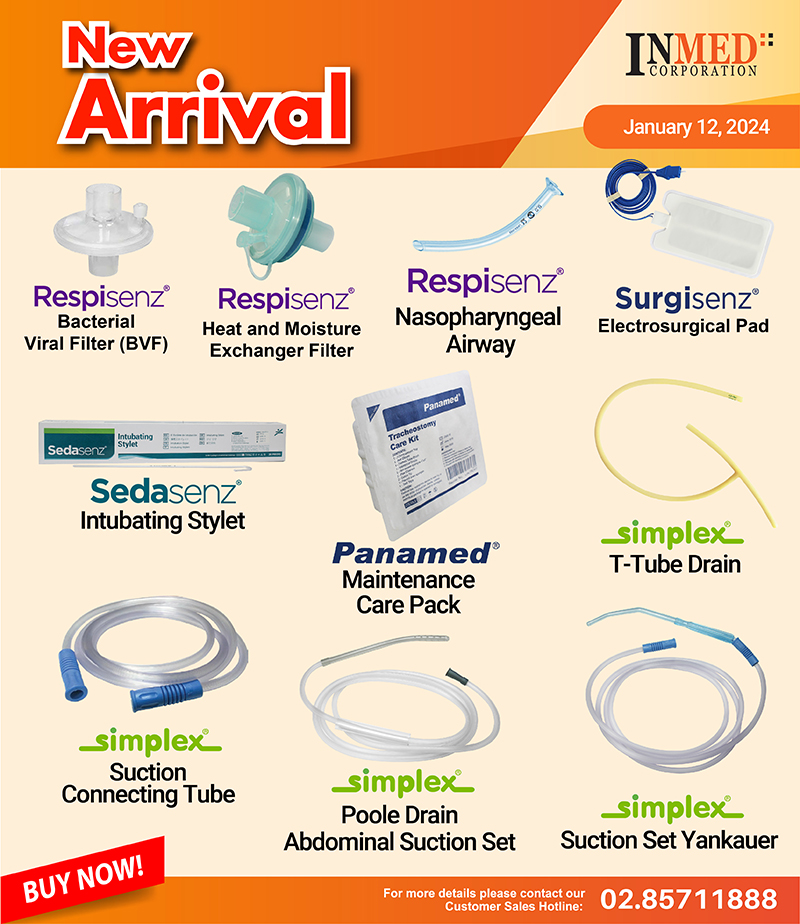 New
Arrival
INMED
CORPORATION
January 12, 2024
Respisenz®
Bacterial
Viral Filter (BVF)
Respisenz®
Heat and Moisture
Exchanger Filter
Respisenz®
Nasopharyngeal
Airway
Surgisenz®
Electrosurgical Pad
Sedasenz®
Intubating
Stylet
Sedasenz®
Intubating Stylet
Panamed®
Tracheostomy
Care Kit
Panamed®
Maintenance
Care Pack
simplex®
T-Tube Drain
simplex®
Suction
Connecting Tube
simplex®
Poole Drain
Abdominal Suction Set
simplex®
Suction Set Yankauer
BUY NOW!
For more details please contact our
Customer Sales Hotline:
02.85711888